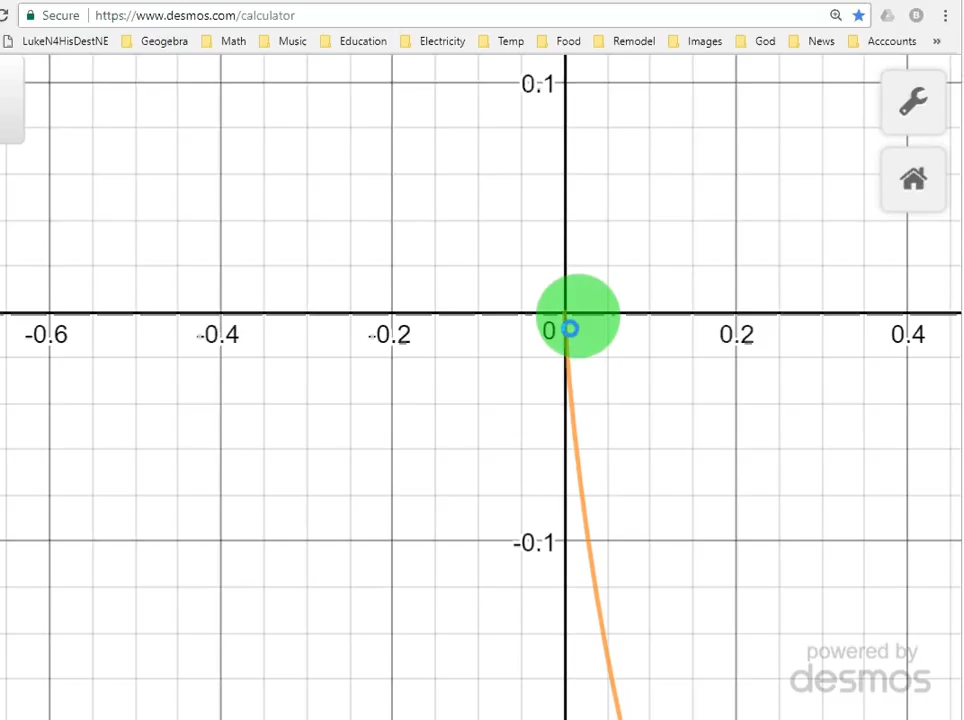 Secure https://www.desmos.com/calculator
LukeN4HisDestNE Geogebra Math Music Education Electricity Temp Food Remodel Images God News Acccounts »
0.1
-0.6 -0.4 -0.2 0 0.2 0.4
-0.1
powered by
desmos